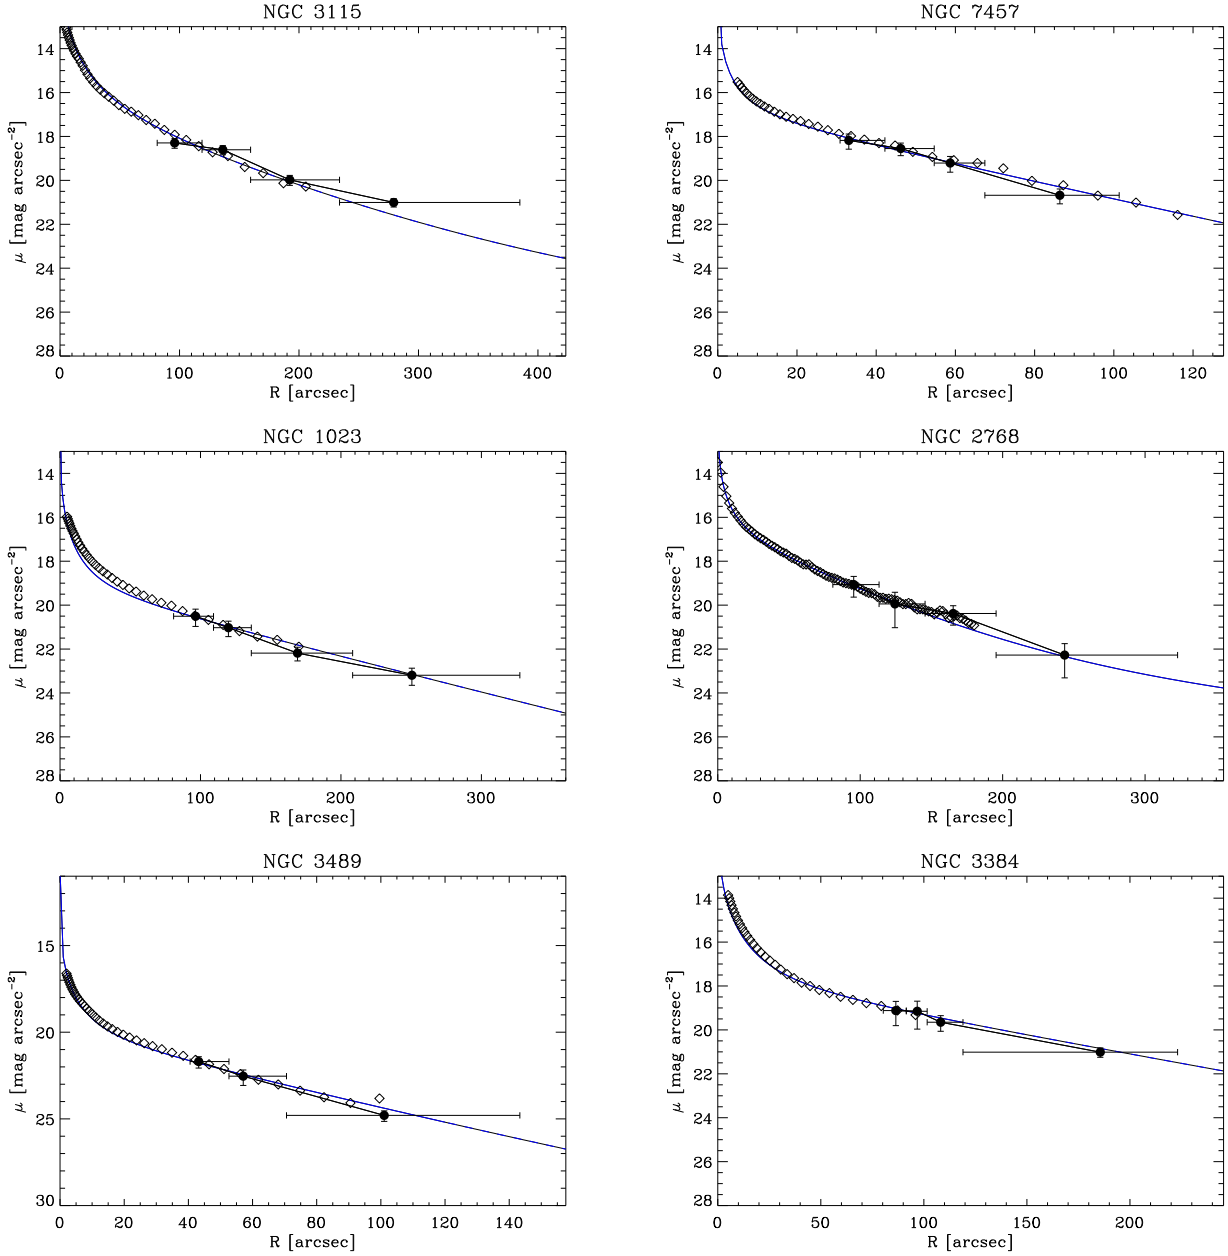 NGC 3115
14
16
18
20
22
24
26
28
μ [mag arcsec⁻²]
0 100 200 300 400
R [arcsec]
NGC 7457
14
16
18
20
22
24
26
28
μ [mag arcsec⁻²]
0 20 40 60 80 100 120
R [arcsec]
NGC 1023
14
16
18
20
22
24
26
28
μ [mag arcsec⁻²]
0 100 200 300
R [arcsec]
NGC 2768
14
16
18
20
22
24
26
28
μ [mag arcsec⁻²]
0 100 200 300
R [arcsec]
NGC 3489
15
20
25
30
μ [mag arcsec⁻²]
0 20 40 60 80 100 120 140
R [arcsec]
NGC 3384
14
16
18
20
22
24
26
28
μ [mag arcsec⁻²]
0 50 100 150 200
R [arcsec]